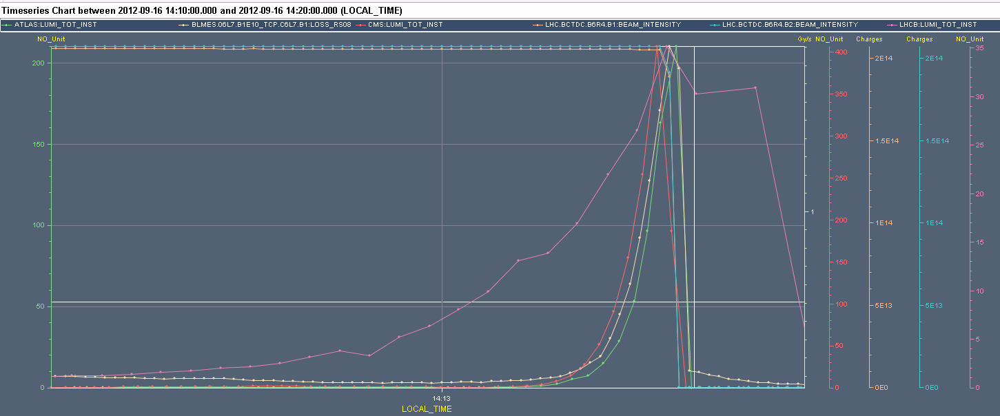 Timeseries Chart between 2012-09-16 14:10:00.000 and 2012-09-16 14:20:00.000 (LOCAL_TIME)
ATLAS:LUMI_TOT_INST BLMES.06L7.B1E10_TCP.C6L7.B1:LOSS_RS08 CMS:LUMI_TOT_INST LHC.BCTDC.B6R4.B1:BEAM_INTENSITY LHC.BCTDC.B6R4.B2:BEAM_INTENSITY LHCB:LUMI_TOT_INST
NO_Unit Gy/s NO_Unit Charges Charges NO_Unit
35
400
2E14 2E14
200
350
30
300
1.5E14 1.5E14
150
25
250
20
1
200
100 1E14 1E14
15
150
10
100
50 5E13 5E13
5
50
0 0 0E0 0E0 0
14:13
LOCAL_TIME